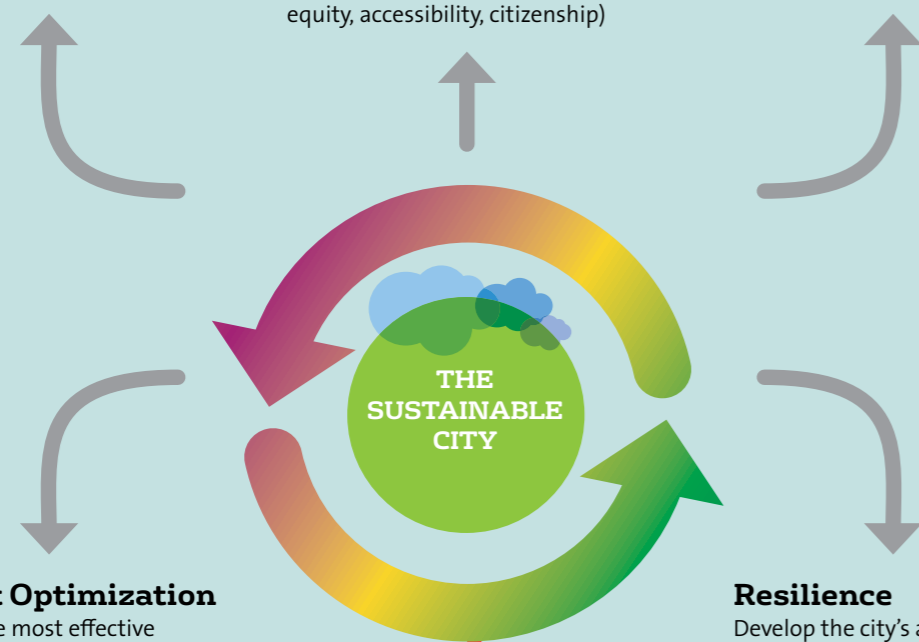 equity, accessibility, citizenship)
THE
SUSTAINABLE
CITY
Optimization
most effective
Resilience
Develop the city's